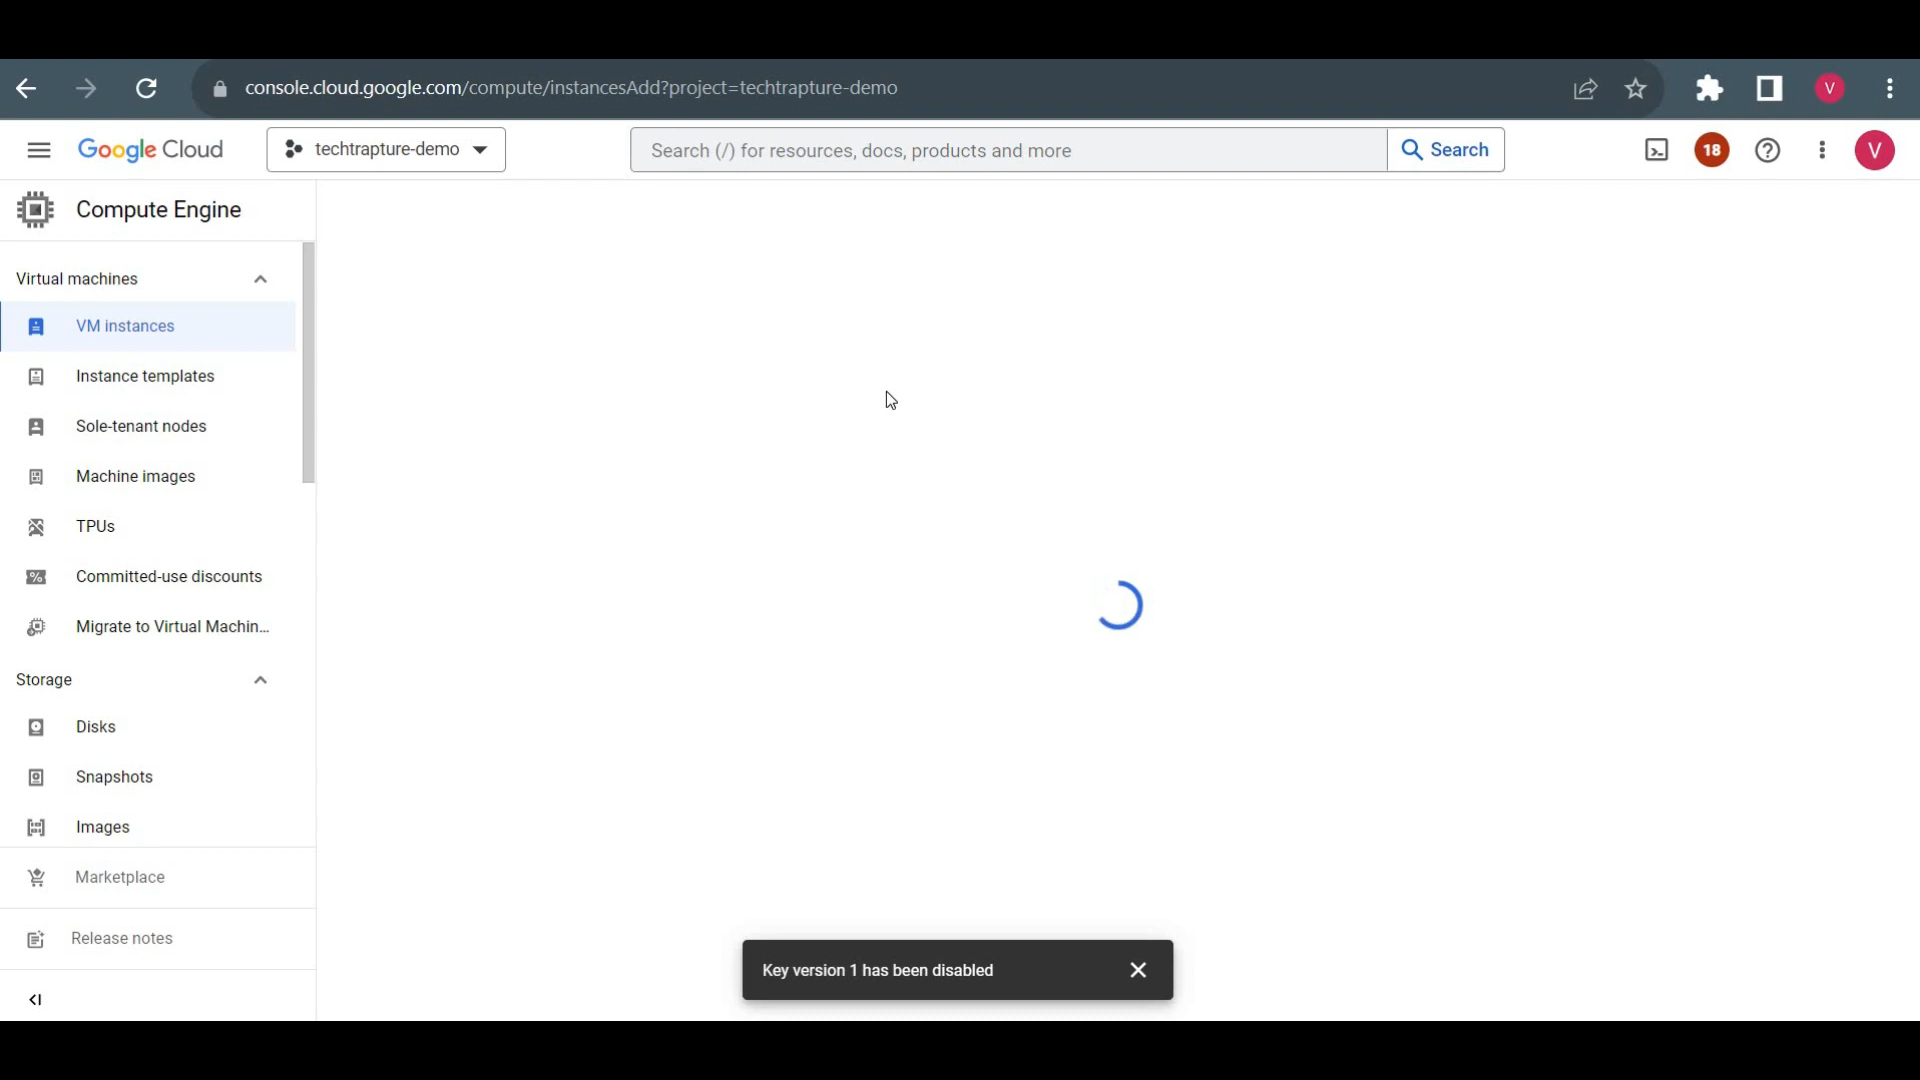 console.cloud.google.com/compute/instancesAdd?project=techtrapture-demo
V
Google Cloud
techtrapture-demo
Search (/) for resources, docs, products and more
Search
18
V
Compute Engine
Virtual machines
VM instances
Instance templates
Sole-tenant nodes
Machine images
TPUs
Committed-use discounts
Migrate to Virtual Machin...
Storage
Disks
Snapshots
Images
Marketplace
Release notes
Key version 1 has been disabled